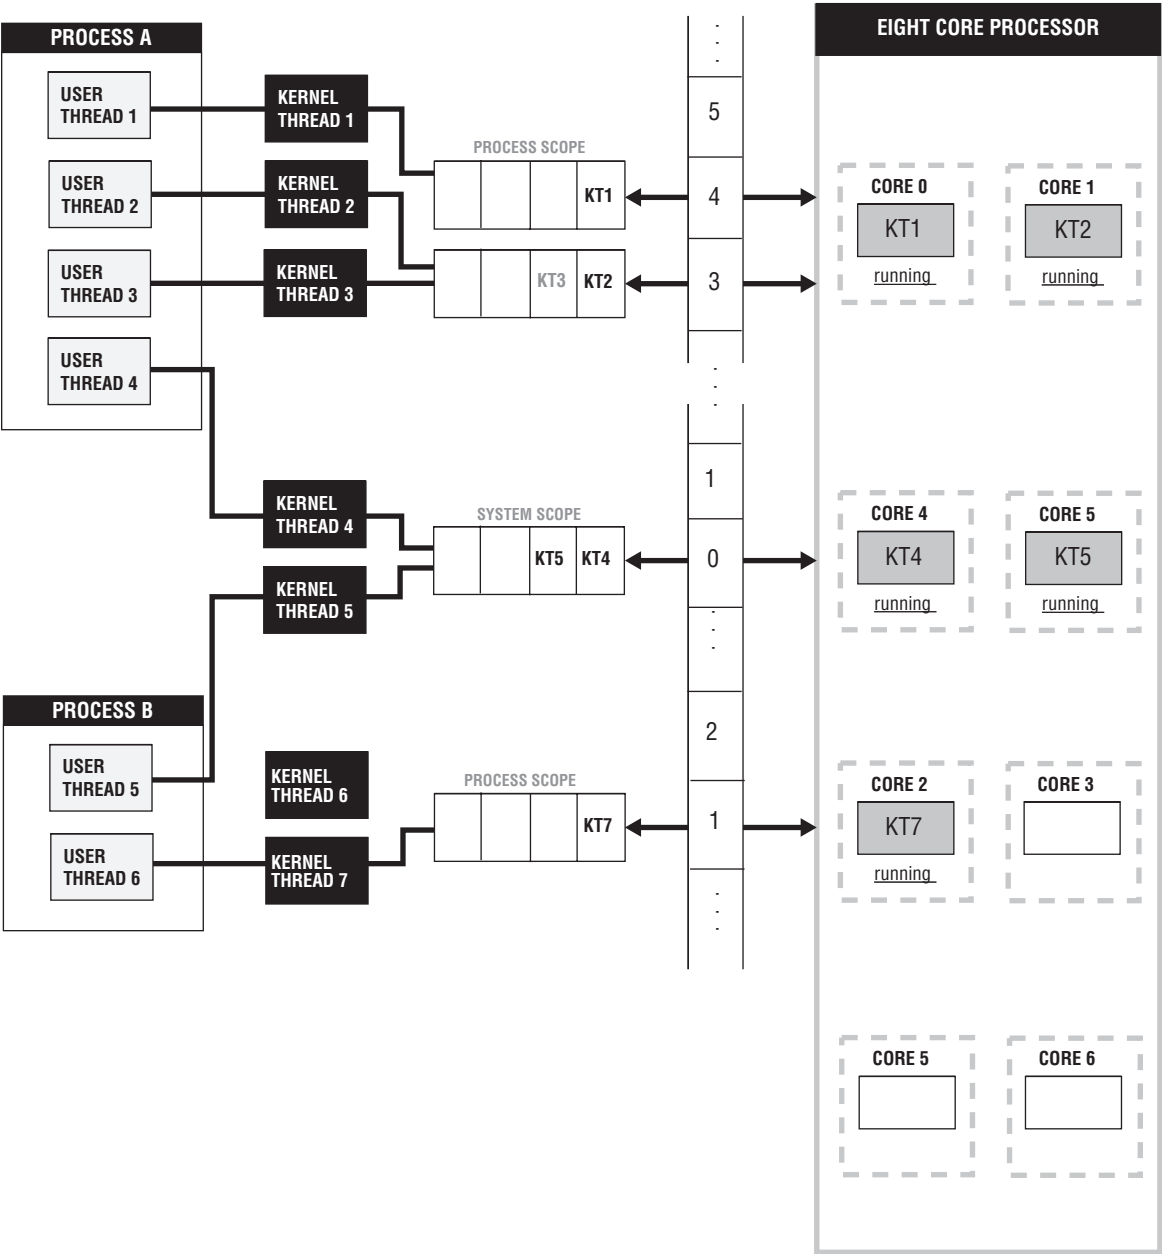 PROCESS A
USER
THREAD 1
USER
THREAD 2
USER
THREAD 3
USER
THREAD 4
KERNEL
THREAD 1
KERNEL
THREAD 2
KERNEL
THREAD 3
PROCESS SCOPE
KT1
KT3 KT2
5
4
3
KERNEL
THREAD 4
KERNEL
THREAD 5
SYSTEM SCOPE
KT5 KT4
1
0
PROCESS B
USER
THREAD 5
USER
THREAD 6
KERNEL
THREAD 6
KERNEL
THREAD 7
PROCESS SCOPE
KT7
2
1
EIGHT CORE PROCESSOR
CORE 0
KT1
running
CORE 1
KT2
running
CORE 4
KT4
running
CORE 5
KT5
running
CORE 2
KT7
running
CORE 3
CORE 5
CORE 6